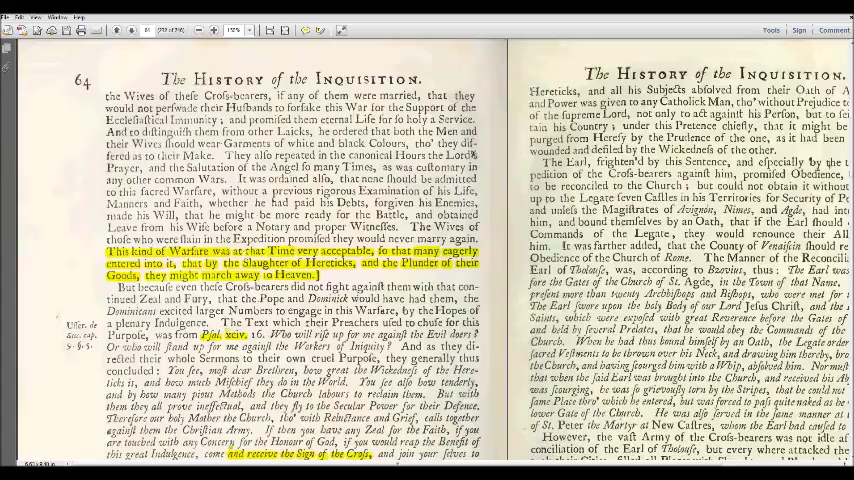 File Edit View Window Help
91 (232 of 748)
150%
Tools Sign Comment
64 The HISTORY of the INQUISITION.
the Wives of these Croſs-bearers, if any of them were married, that they
would not perſwade their Husbands to forſake this War for the Support of the
Eccleſiaſtical Immunity; and promiſed them eternal Life for ſo holy a Service.
And to diſtinguiſh them from other Laicks, he ordered that both the Men and
their Wives ſhould wear Garments of white and black Colours, tho' they dif-
fered as to their Make. They alſo repeated in the canonical Hours the Lord's
Prayer, and the Salutation of the Angel ſo many Times, as was cuſtomary in
any other common Wars. It was ordained alſo, that none ſhould be admitted
to this ſacred Warfare, without a previous rigorous Examination of his Life,
Manners and Faith, whether he had paid his Debts, forgiven his Enemies,
made his Will, that he might be more ready for the Battle, and obtained
Leave from his Wife before a Notary and proper Witneſſes. The Wives of
thoſe who were ſlain in the Expedition promiſed they would never marry again.
This kind of Warfare was at that Time very acceptable, ſo that many eagerly
entered into it, that by the Slaughter of Hereticks, and the Plunder of their
Goods, they might march away to Heaven.]
But becauſe even theſe Croſs-bearers did not fight againſt them with that con-
tinued Zeal and Fury, that the Pope and Dominick would have had them, the
Dominicans excited larger Numbers to engage in this Warfare, by the Hopes of
a plenary Indulgence. The Text which their Preachers uſed to chuſe for this
Purpoſe, was from Pſal. xciv. 16. Who will riſe up for me againſt the Evil doers?
Or who will ſtand up for me againſt the Workers of Iniquity? And as they di-
rected their whole Sermons to their own cruel Purpoſe, they generally thus
concluded: You ſee, moſt dear Brethren, how great the Wickedneſs of the Here-
ticks is, and how much Miſchief they do in the World. You ſee alſo how tenderly,
and by how many pious Methods the Church labours to reclaim them. But with
them they all prove ineffectual, and they fly to the Secular Power for their Defence.
Therefore our holy Mother the Church, tho' with Reluctance and Grief, calls together
againſt them the Chriſtian Army. If then you have any Zeal for the Faith, if you
are touched with any Concern for the Honour of God, if you would reap the Benefit of
this great Indulgence, come and receive the Sign of the Croſs, and join your ſelves to
Uſſer. de
cap.
9. §. 5.
The HISTORY of the INQUISITION.
Hereticks, and all his Subjects abſolved from their Oath of A
and Power was given to any Catholick Man, tho' without Prejudice t
of the ſupreme Lord, not only to act againſt his Perſon, but to ſei
tain his Country; under this Pretence chiefly, that it might be
purged from Hereſy by the Prudence of the one, as it had been
wounded and defiled by the Wickedneſs of the other.
The Earl, frighten'd by this Sentence, and eſpecially by the t
pedition of the Croſs-bearers againſt him, promiſed Obedience,
to be reconciled to the Church; but could not obtain it without
up to the Legate ſeven Caſtles in his Territories for Security of Pe
and unleſs the Magiſtrates of Avignon, Nimes, and Agde, had int
him, and bound themſelves by an Oath, that if the Earl ſhould
Commands of the Legate, they would renounce their All
him. It was farther added, that the County of Venaiſcin ſhould r
Obedience of the Church of Rome. The Manner of the Reconcili
Earl of Tholouſe, was, according to Bzovius, thus: The Earl was
fore the Gates of the Church of St. Agde, in the Town of that Name,
preſent more than twenty Archbiſhops and Biſhops, who were met for
The Earl ſwore upon the holy Body of our Lord Jesus Christ, and the
Saints, which were expoſed with great Reverence before the Gates of
and held by ſeveral Prelates, that he would obey the Commands of the
Church. When he had thus bound himſelf by an Oath, the Legate order
ſacred Veſtments to be thrown over his Neck, and drawing him thereby, bro
the Church, and having ſcourged him with a Whip, abſolved him. Nor muſt
that when the ſaid Earl was brought into the Church, and received his Ab
was ſcourged, he was ſo grievouſly torn by the Stripes, that he could not
ſame Place thro' which he entered, but was forced to paſs quite naked as he
lower Gate of the Church. He was alſo ſerved in the ſame manner at
of St. Peter the Martyr at New Caſtres, whom the Earl had cauſed to
However, the vaſt Army of the Croſs-bearers was not idle af
conciliation of the Earl of Tholouſe, but every where attacked the